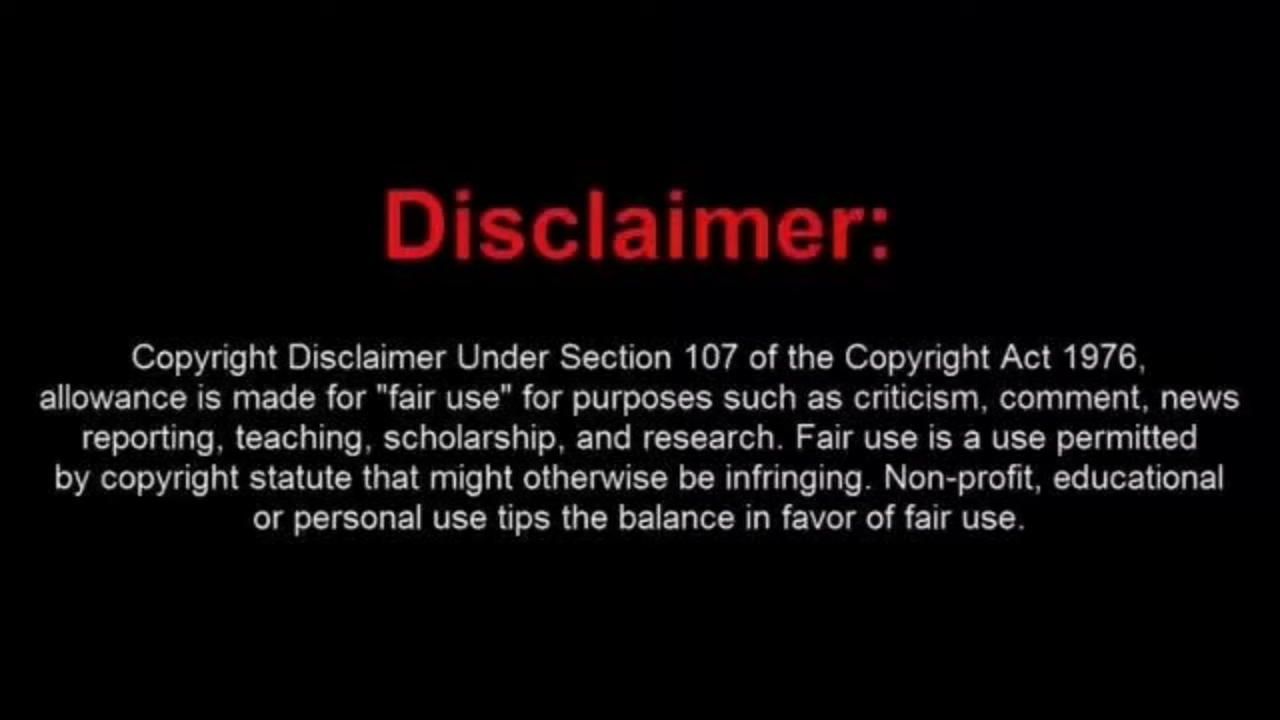 Disclaimer:
Copyright Disclaimer Under Section 107 of the Copyright Act 1976,
allowance is made for "fair use" for purposes such as criticism, comment, news
reporting, teaching, scholarship, and research. Fair use is a use permitted
by copyright statute that might otherwise be infringing. Non-profit, educational
or personal use tips the balance in favor of fair use.